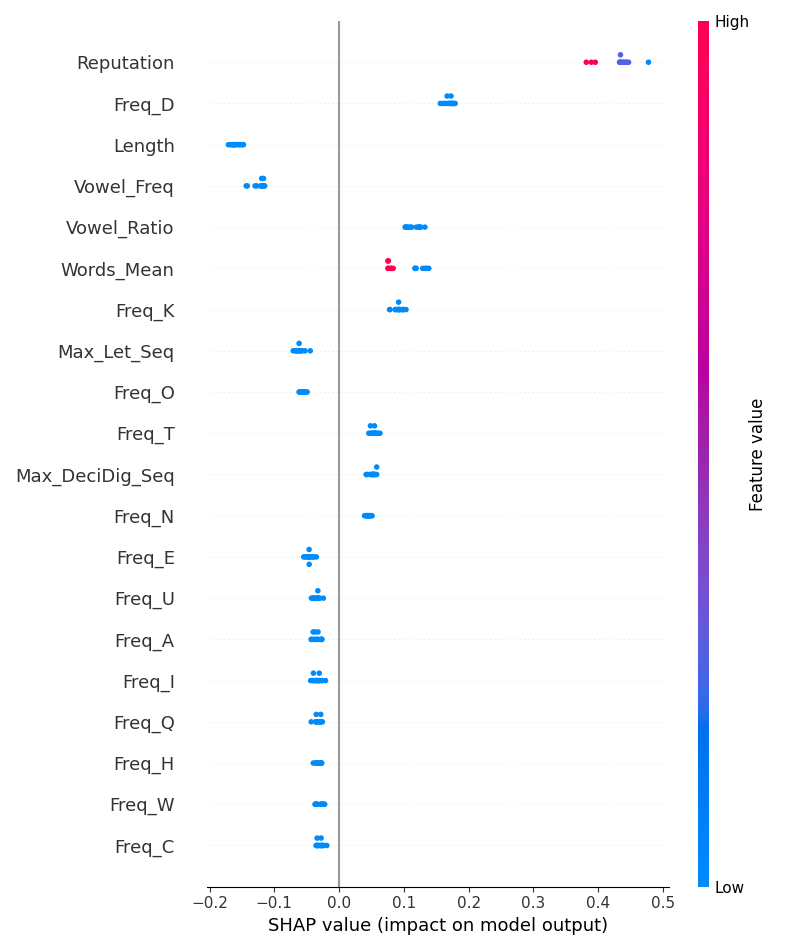 High
Reputation
Freq_D
Length
Vowel_Freq
Vowel_Ratio
Words_Mean
Freq_K
Max_Let_Seq
Freq_O
Freq_T
Max_DeciDig_Seq
Freq_N
Freq_E
Freq_U
Freq_A
Freq_I
Freq_Q
Freq_H
Freq_W
Freq_C
Feature value
Low
−0.2 −0.1 0.0 0.1 0.2 0.3 0.4 0.5
SHAP value (impact on model output)